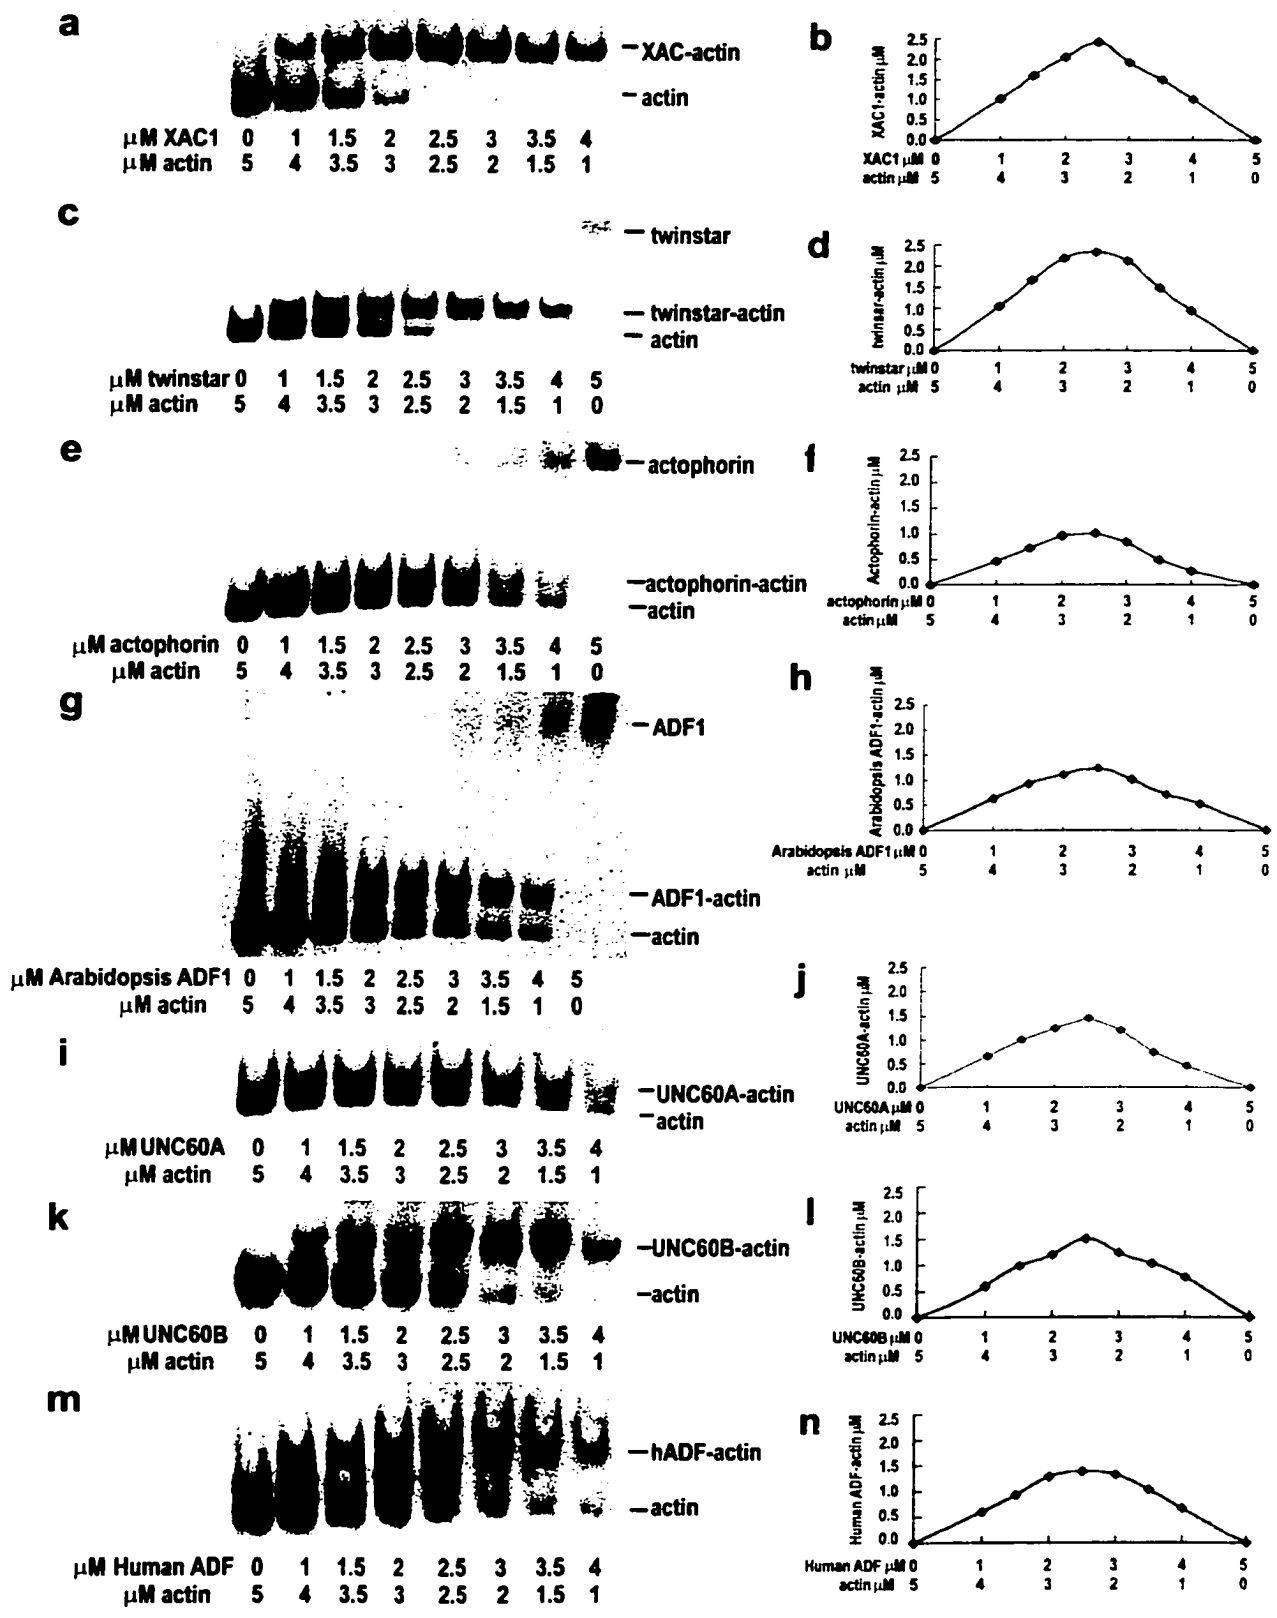 a
XAC-actin
actin
µM XAC1 0 1 1.5 2 2.5 3 3.5 4
µM actin 5 4 3.5 3 2.5 2 1.5 1
b
XAC1-actin µM
2.5
2.0
1.5
1.0
0.5
0.0
XAC1 µM 0 1 2 3 4 5
actin µM 5 4 3 2 1 0
c
twinstar
twinstar-actin
actin
µM twinstar 0 1 1.5 2 2.5 3 3.5 4 5
µM actin 5 4 3.5 3 2.5 2 1.5 1 0
d
twinsar-actin µM
2.5
2.0
1.5
1.0
0.5
0.0
twinstar µM 0 1 2 3 4 5
actin µM 5 4 3 2 1 0
e
actophorin
actophorin-actin
actin
µM actophorin 0 1 1.5 2 2.5 3 3.5 4 5
µM actin 5 4 3.5 3 2.5 2 1.5 1 0
f
Actophorin-actin µM
2.5
2.0
1.5
1.0
0.5
0.0
actophorin µM 0 1 2 3 4 5
actin µM 5 4 3 2 1 0
g
ADF1
ADF1-actin
actin
µM Arabidopsis ADF1 0 1 1.5 2 2.5 3 3.5 4 5
µM actin 5 4 3.5 3 2.5 2 1.5 1 0
h
Arabidopsis ADF1-actin µM
2.5
2.0
1.5
1.0
0.5
0.0
Arabidopsis ADF1 µM 0 1 2 3 4 5
actin µM 5 4 3 2 1 0
i
UNC60A-actin
actin
µM UNC60A 0 1 1.5 2 2.5 3 3.5 4
µM actin 5 4 3.5 3 2.5 2 1.5 1
j
UNC60A-actin µM
2.5
2.0
1.5
1.0
0.5
0.0
UNC60A µM 0 1 2 3 4 5
actin µM 5 4 3 2 1 0
k
UNC60B-actin
actin
µM UNC60B 0 1 1.5 2 2.5 3 3.5 4
µM actin 5 4 3.5 3 2.5 2 1.5 1
l
UNC60B-actin µM
2.5
2.0
1.5
1.0
0.5
0.0
UNC60B µM 0 1 2 3 4 5
actin µM 5 4 3 2 1 0
m
hADF-actin
actin
µM Human ADF 0 1 1.5 2 2.5 3 3.5 4
µM actin 5 4 3.5 3 2.5 2 1.5 1
n
Human ADF-actin µM
2.5
2.0
1.5
1.0
0.5
0.0
Human ADF µM 0 1 2 3 4 5
actin µM 5 4 3 2 1 0